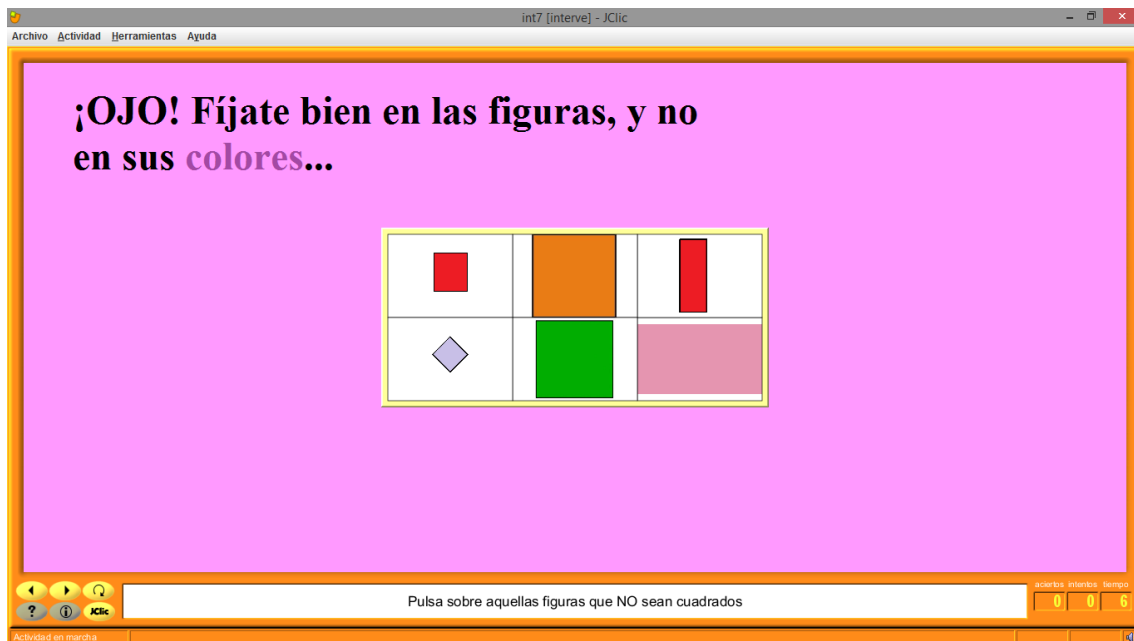 int7 [interve] - JClic
Archivo Actividad Herramientas Ayuda
¡OJO! Fíjate bien en las figuras, y no
en sus colores...
aciertos intentos tiempo
0 0 6
? i JClic
Pulsa sobre aquellas figuras que NO sean cuadrados
Actividad en marcha